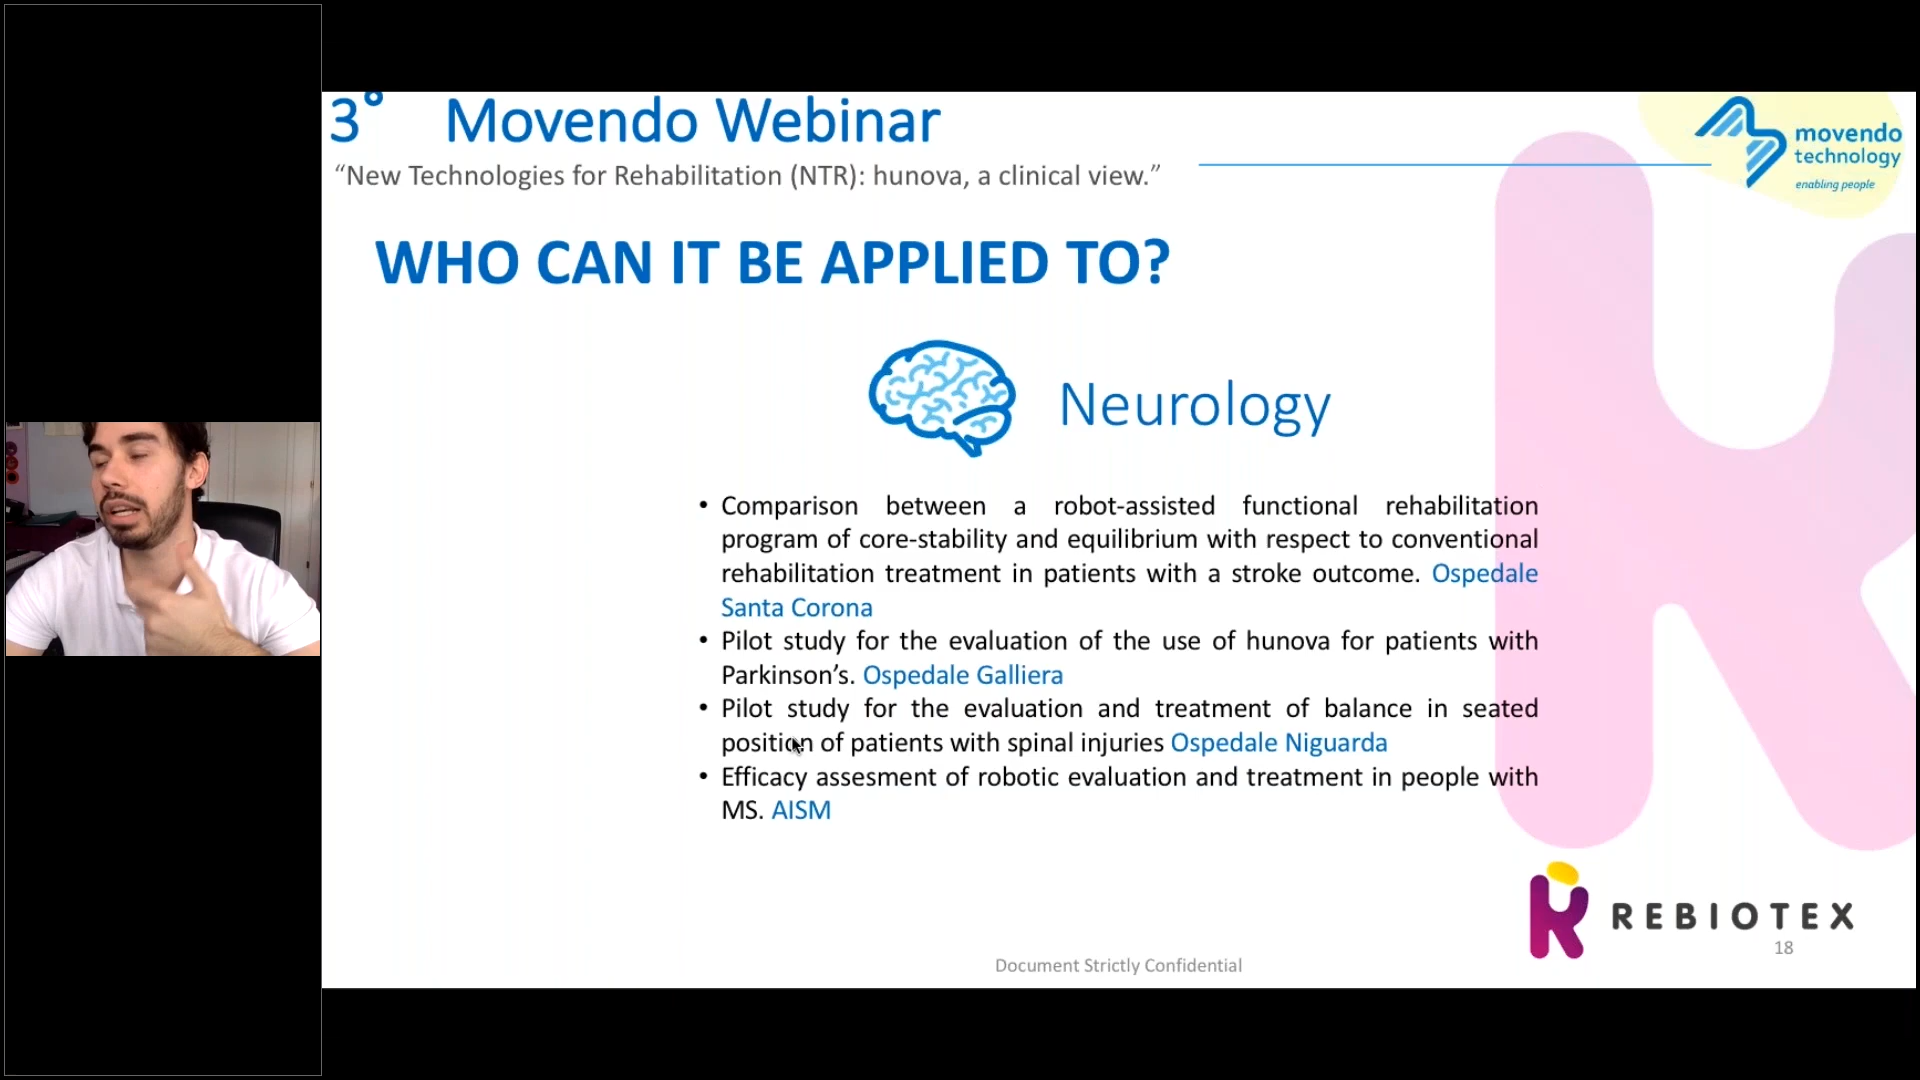 3° Movendo Webinar
“New Technologies for Rehabilitation (NTR): hunova, a clinical view.”
movendo
technology
enabling people
WHO CAN IT BE APPLIED TO?
Neurology
• Comparison between a robot-assisted functional rehabilitation
program of core-stability and equilibrium with respect to conventional
rehabilitation treatment in patients with a stroke outcome. Ospedale
Santa Corona
• Pilot study for the evaluation of the use of hunova for patients with
Parkinson’s. Ospedale Galliera
• Pilot study for the evaluation and treatment of balance in seated
position of patients with spinal injuries Ospedale Niguarda
• Efficacy assesment of robotic evaluation and treatment in people with
MS. AISM
REBIOTEX
18
Document Strictly Confidential